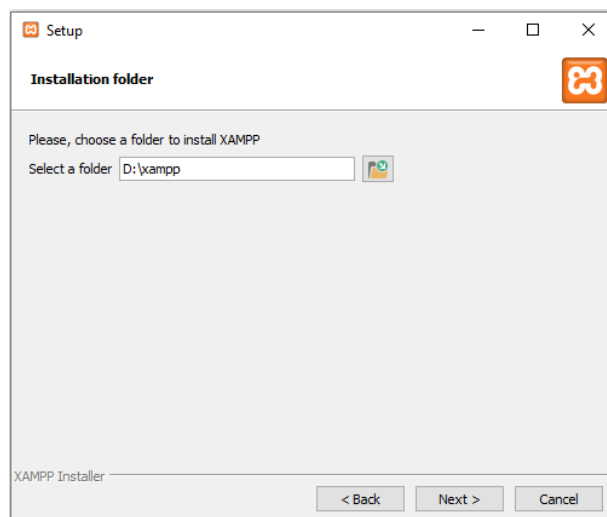 Setup
Installation folder
Please, choose a folder to install XAMPP
Select a folder D:\xampp
XAMPP Installer
< Back Next > Cancel